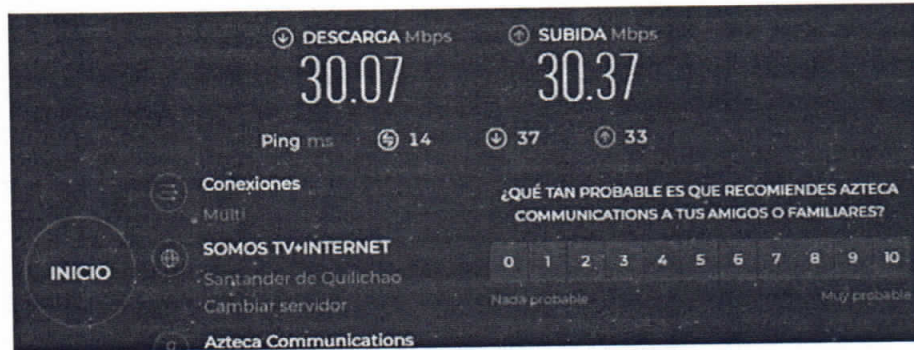 DESCARGA Mbps SUBIDA Mbps
30.07 30.37
Ping ms 14 37 33
Conexiones
Multi
¿QUÉ TAN PROBABLE ES QUE RECOMIENDES AZTECA
COMMUNICATIONS A TUS AMIGOS O FAMILIARES?
INICIO
SOMOS TV+INTERNET
Santander de Quilichao
Cambiar servidor
0 1 2 3 4 5 6 7 8 9 10
Nada probable Muy probable
Azteca Communications